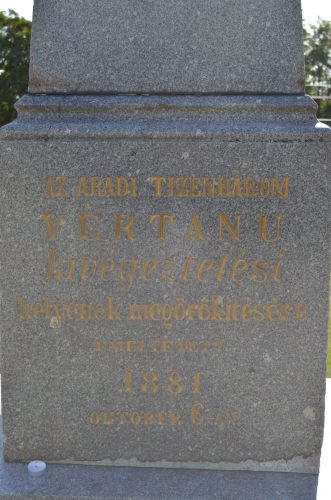 AZ ARADI TIZENHÁROM
VÉRTANU
kivégeztetési
helyének megörökitésére
EMELTETETT
1881
OKTOBER 6-ÁN